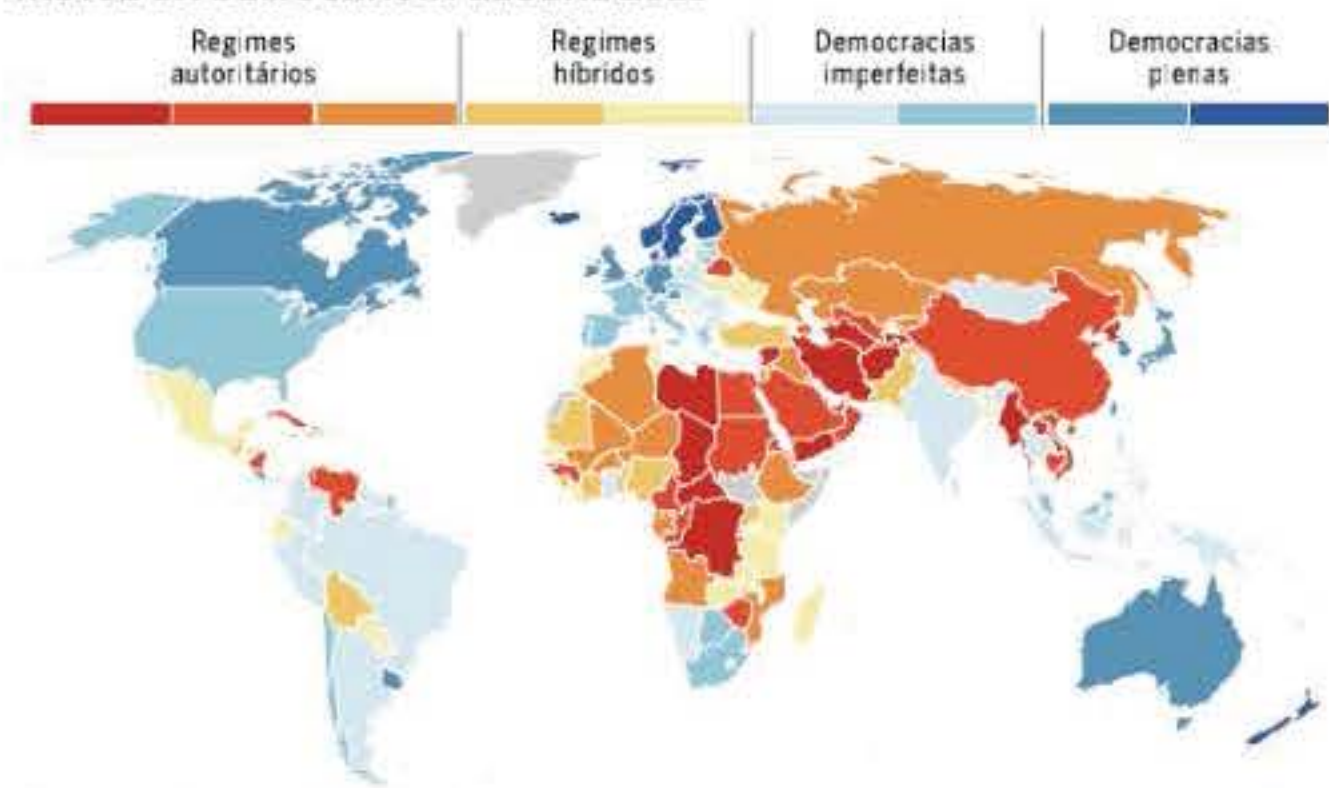 Regimes
autoritários
Regimes
híbridos
Democracias
imperfeitas
Democracias
plenas